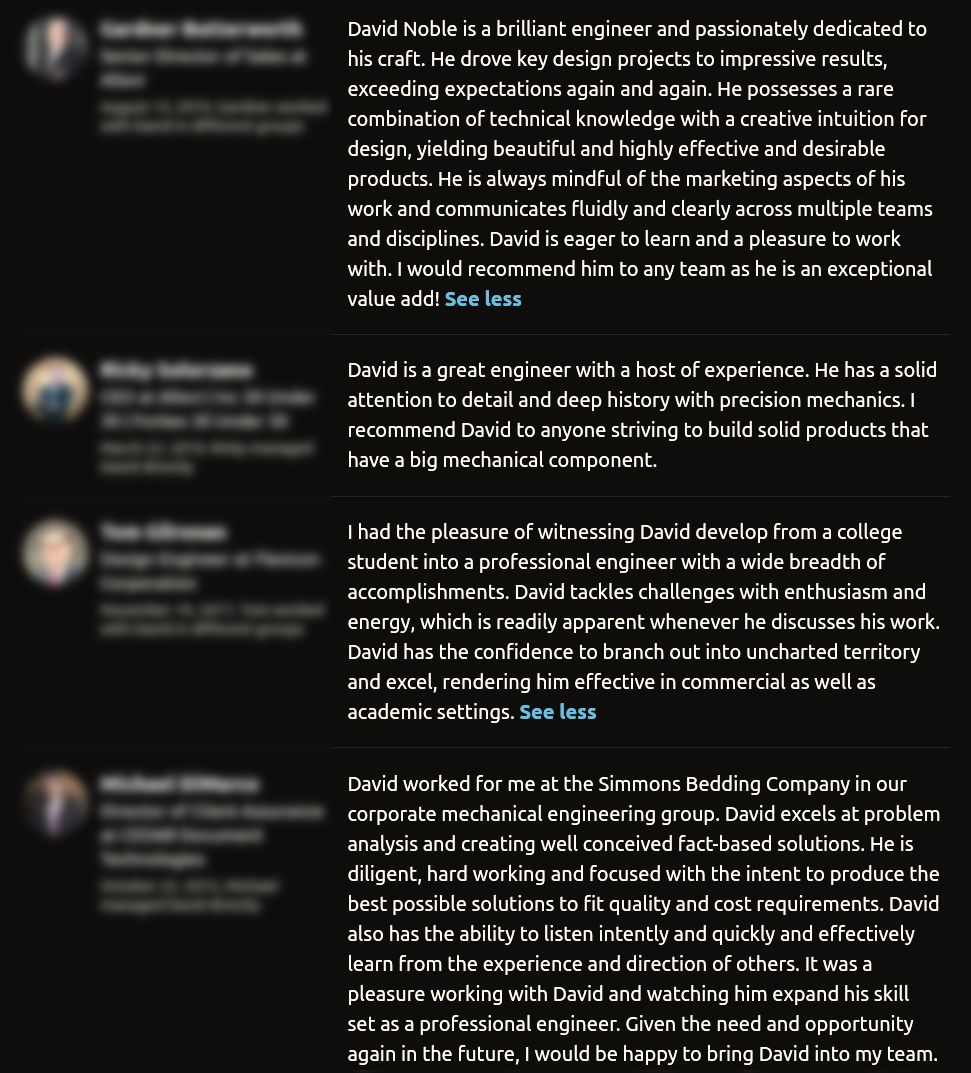 David Noble is a brilliant engineer and passionately dedicated to
his craft. He drove key design projects to impressive results,
exceeding expectations again and again. He possesses a rare
combination of technical knowledge with a creative intuition for
design, yielding beautiful and highly effective and desirable
products. He is always mindful of the marketing aspects of his
work and communicates fluidly and clearly across multiple teams
and disciplines. David is eager to learn and a pleasure to work
with. I would recommend him to any team as he is an exceptional
value add! See less
David is a great engineer with a host of experience. He has a solid
attention to detail and deep history with precision mechanics. I
recommend David to anyone striving to build solid products that
have a big mechanical component.
I had the pleasure of witnessing David develop from a college
student into a professional engineer with a wide breadth of
accomplishments. David tackles challenges with enthusiasm and
energy, which is readily apparent whenever he discusses his work.
David has the confidence to branch out into uncharted territory
and excel, rendering him effective in commercial as well as
academic settings. See less
David worked for me at the Simmons Bedding Company in our
corporate mechanical engineering group. David excels at problem
analysis and creating well conceived fact-based solutions. He is
diligent, hard working and focused with the intent to produce the
best possible solutions to fit quality and cost requirements. David
also has the ability to listen intently and quickly and effectively
learn from the experience and direction of others. It was a
pleasure working with David and watching him expand his skill
set as a professional engineer. Given the need and opportunity
again in the future, I would be happy to bring David into my team.